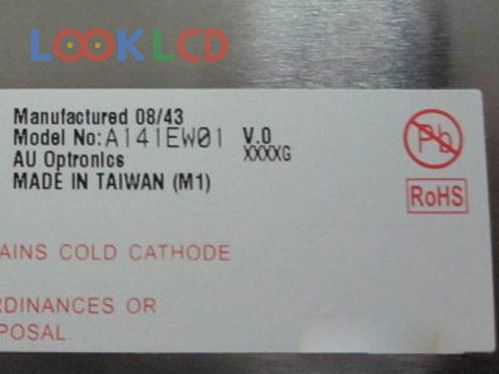 LOOKLCD
Manufactured 08/43
Model No: A141EW01 V.0
XXXXG
AU Optronics
MADE IN TAIWAN (M1)
Pb
RoHS
AINS COLD CATHODE
RDINANCES OR
POSAL.